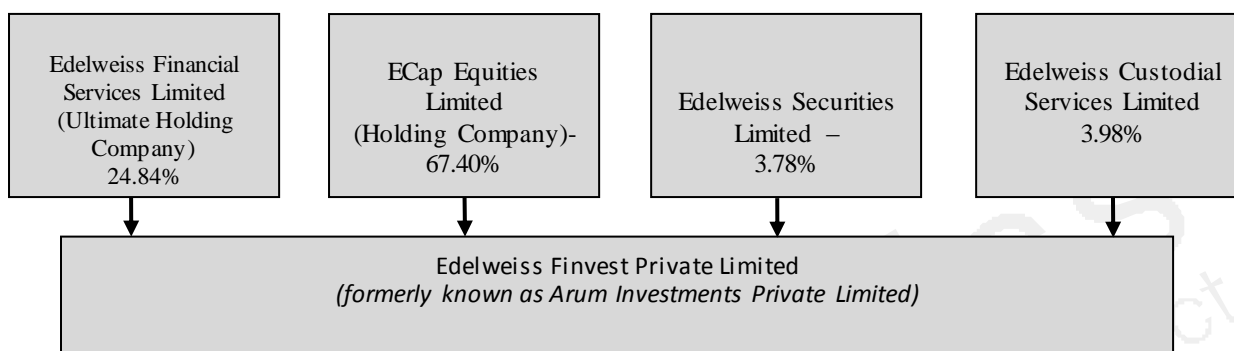 Edelweiss Financial
Services Limited
(Ultimate Holding
Company)
24.84%
ECap Equities
Limited
(Holding Company)-
67.40%
Edelweiss Securities
Limited –
3.78%
Edelweiss Custodial
Services Limited
3.98%
Edelweiss Finvest Private Limited
(formerly known as Arum Investments Private Limited)